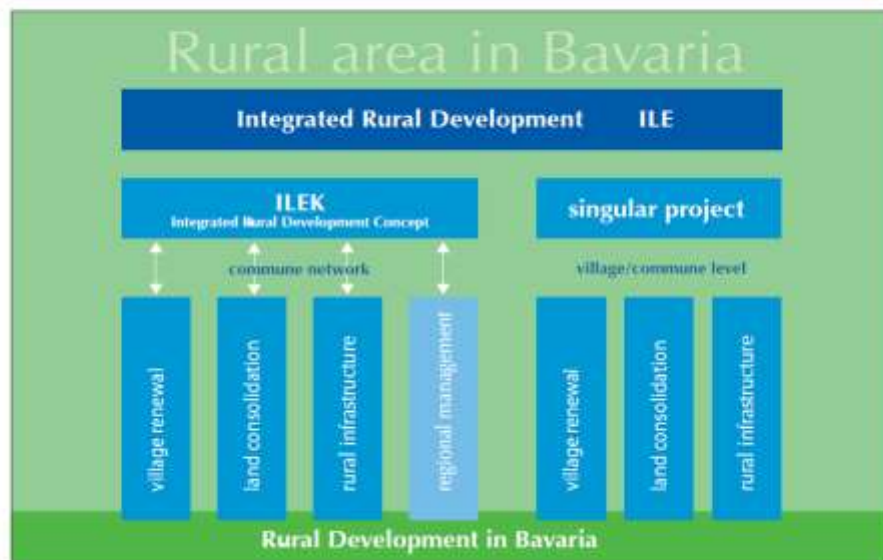 Rural area in Bavaria
Integrated Rural Development ILE
ILEK
Integrated Rural Development Concept
singular project
commune network
village/commune level
village renewal
land consolidation
rural infrastructure
regional management
village renewal
land consolidation
rural infrastructure
Rural Development in Bavaria